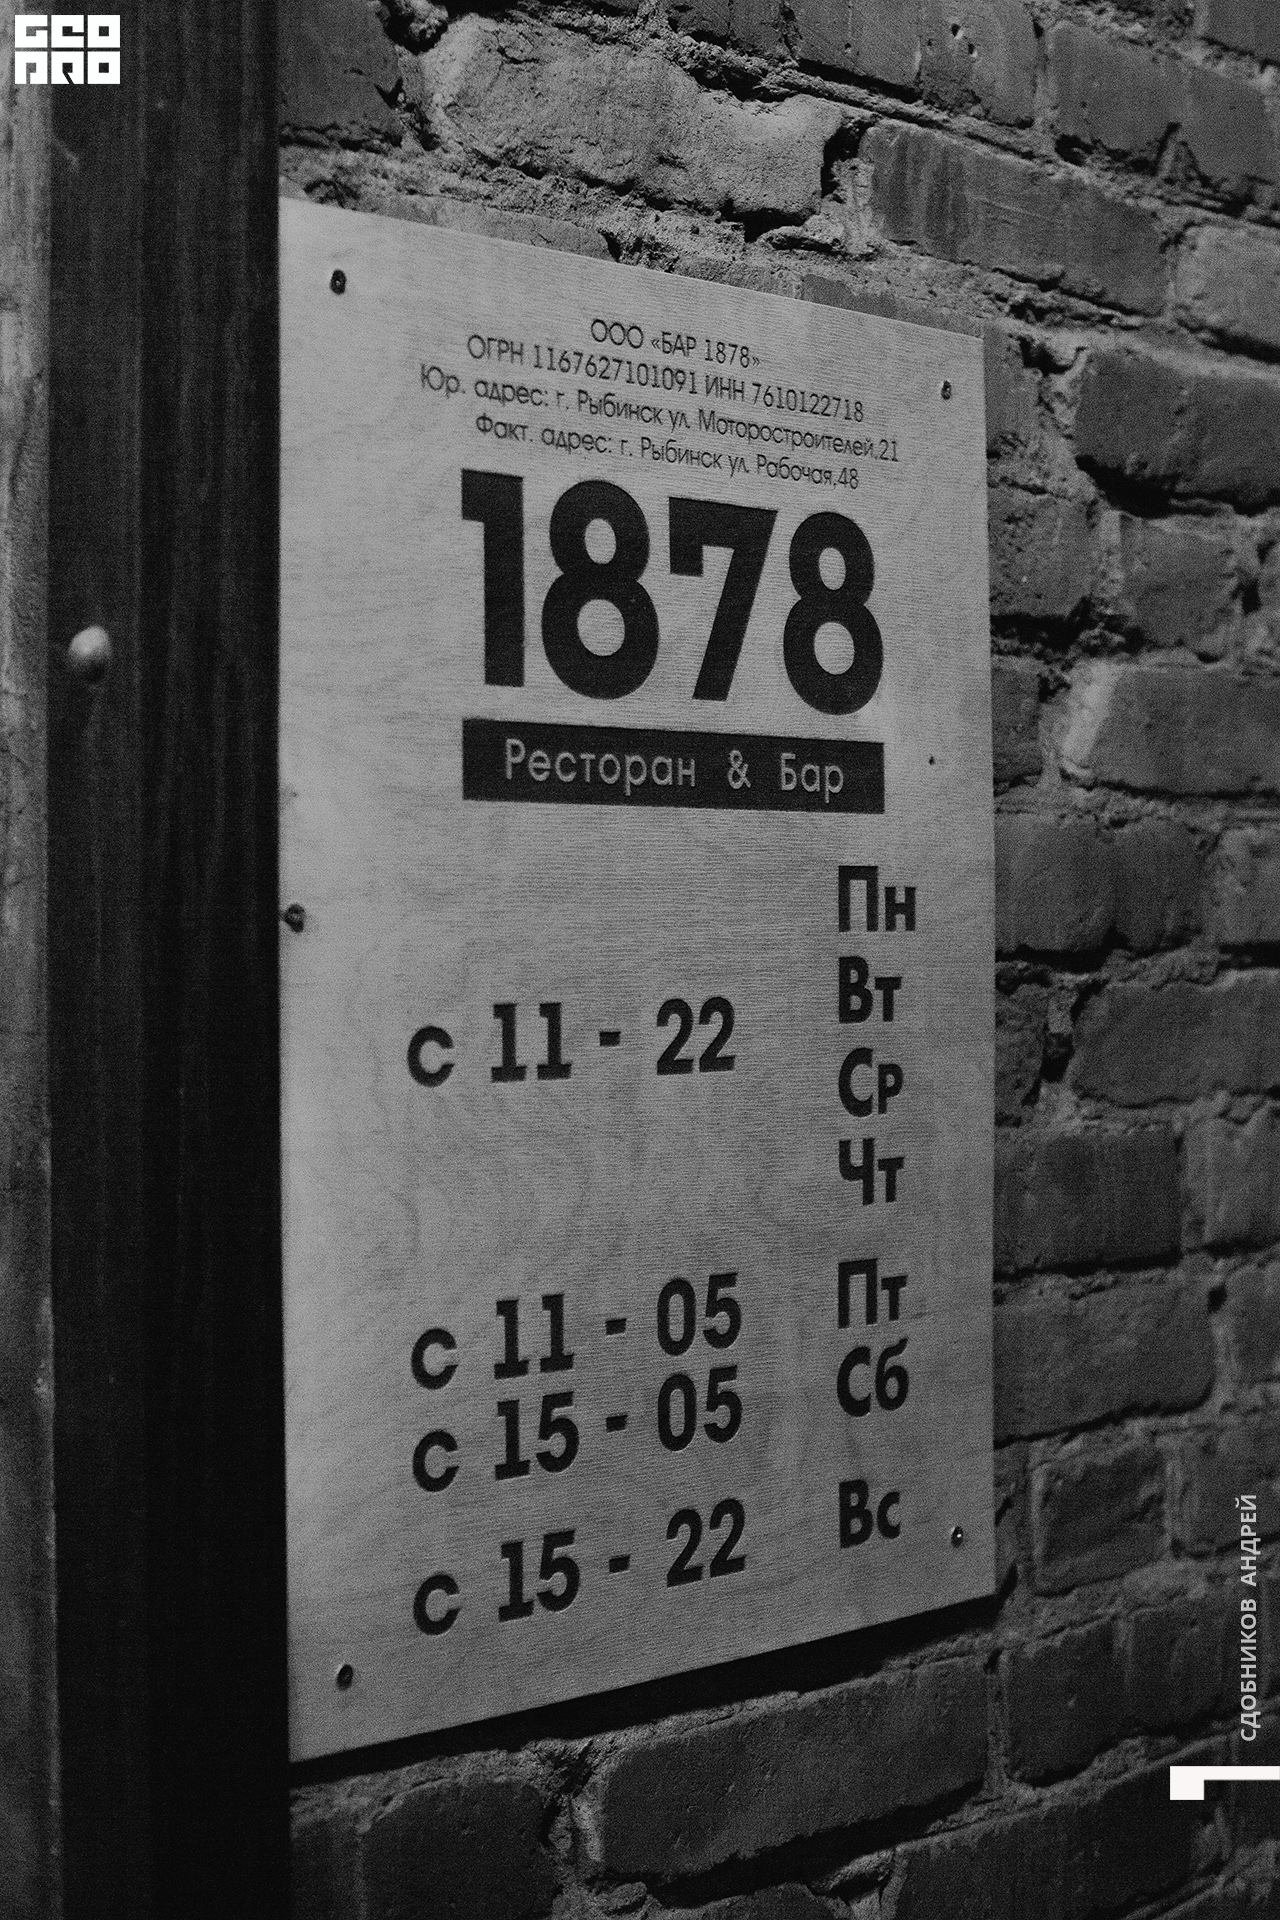 GEO
PRO
ООО «БАР 1878»
ОГРН 1167627101091 ИНН 7610122718
Юр. адрес: г. Рыбинск ул. Моторостроителей,21
Факт. адрес: г. Рыбинск ул. Рабочая,48
1878
Ресторан & Бар
Пн
Вт
с 11 - 22
Ср
Чт
с 11 - 05 Пт
с 15 - 05 Сб
с 15 - 22 Вс
СДОБНИКОВ АНДРЕЙ